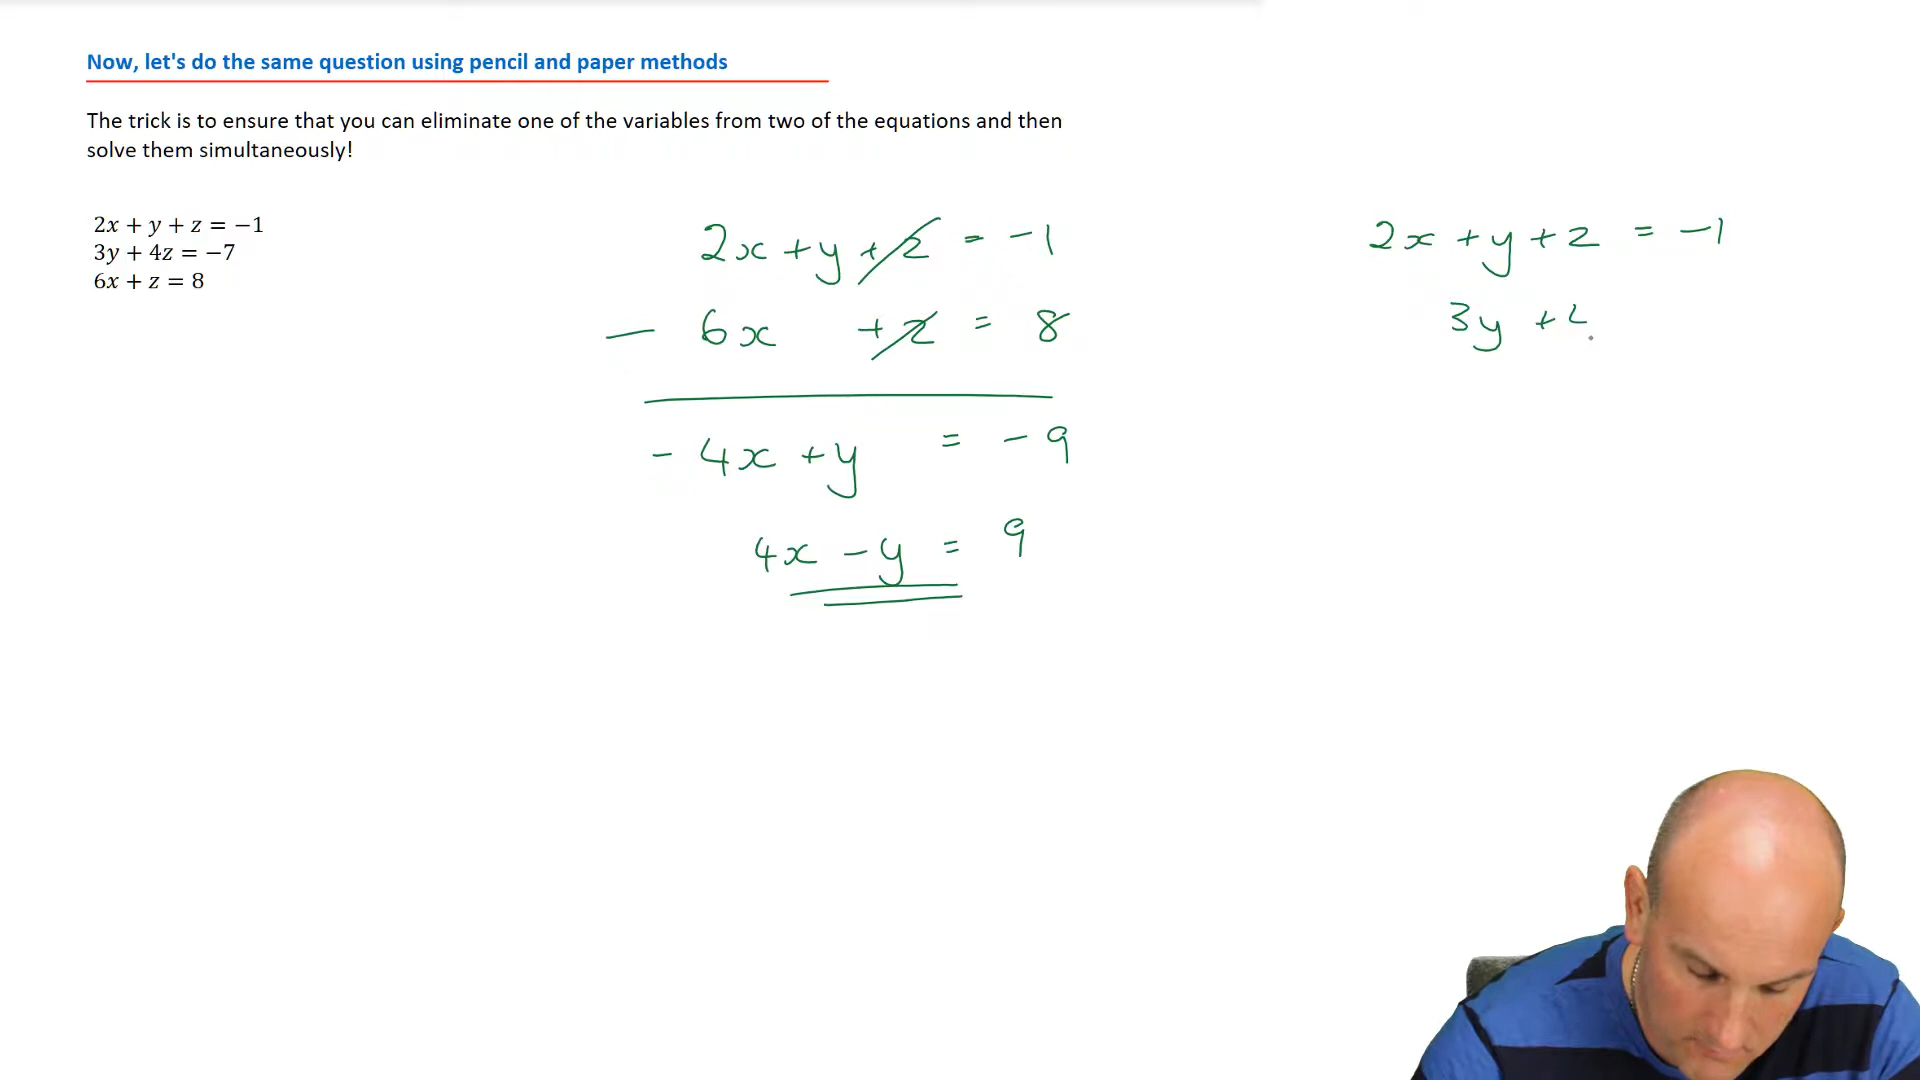 Now, let's do the same question using pencil and paper methods
The trick is to ensure that you can eliminate one of the variables from two of the equations and then
solve them simultaneously!
2x + y + z = −1
3y + 4z = −7
6x + z = 8
2x + y + z = −1
− 6x + z = 8
− 4x + y = − 9
4x − y = 9
2x + y + z = −1
3y + 4